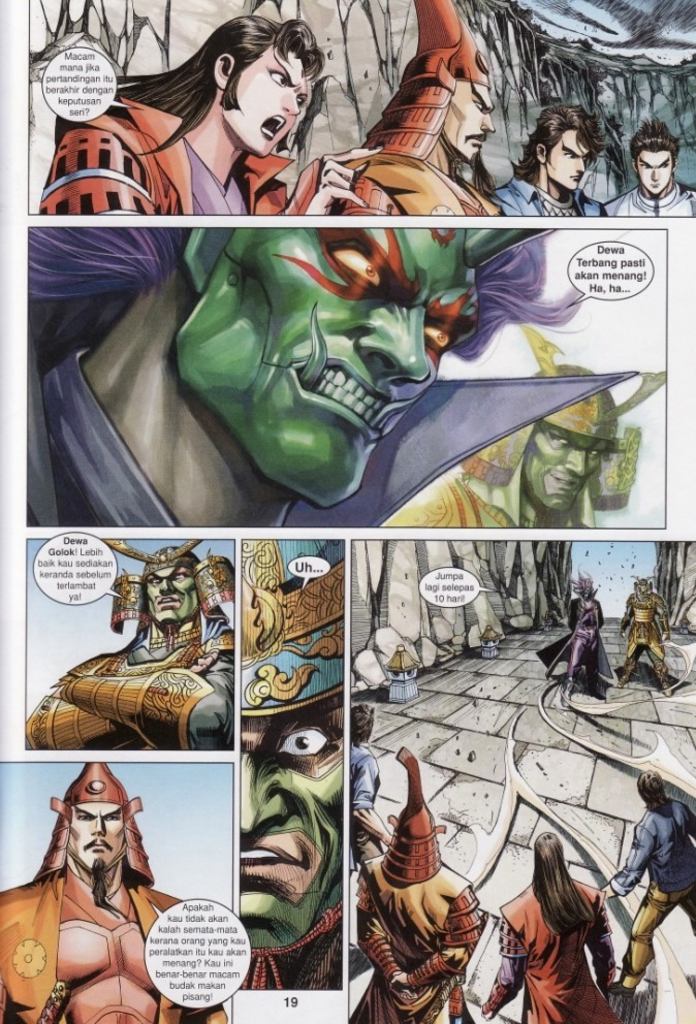 Macam
mana jika
pertandingan itu
berakhir dengan
keputusan
seri?
Dewa
Terbang pasti
akan menang!
Ha, ha...
Dewa
Golok! Lebih
baik kau sediakan
keranda sebelum
terlambat
ya!
Uh...
Apakah
kau tidak akan
kalah semata-mata
kerana orang yang kau
peralatkan itu kau akan
menang? Kau ini
benar-benar macam
budak makan
pisang!
Jumpa
lagi selepas
10 hari!
19